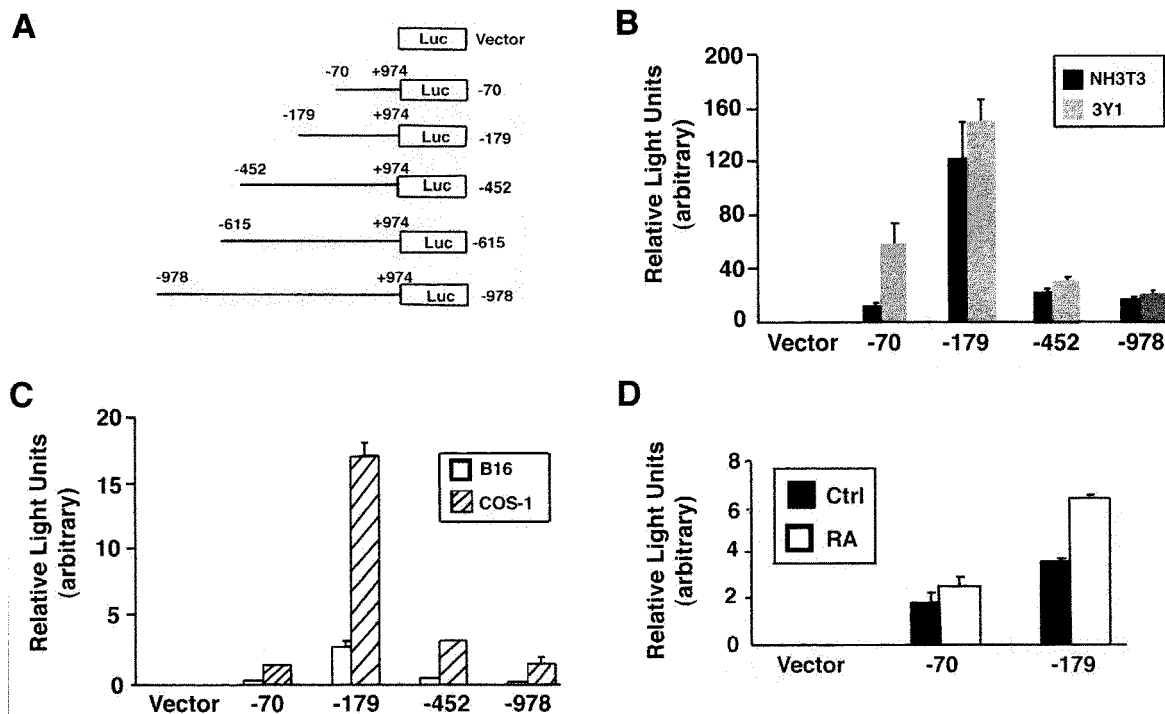 A
Luc Vector
-70 +974
Luc -70
-179 +974
Luc -179
-452 +974
Luc -452
-615 +974
Luc -615
-978 +974
Luc -978
B
Relative Light Units
(arbitrary)
200
160
120
80
40
0
NH3T3
3Y1
Vector -70 -179 -452 -978
C
Relative Light Units
(arbitrary)
20
15
10
5
0
B16
COS-1
Vector -70 -179 -452 -978
D
Relative Light Units
(arbitrary)
8
6
4
2
0
Ctrl
RA
Vector -70 -179